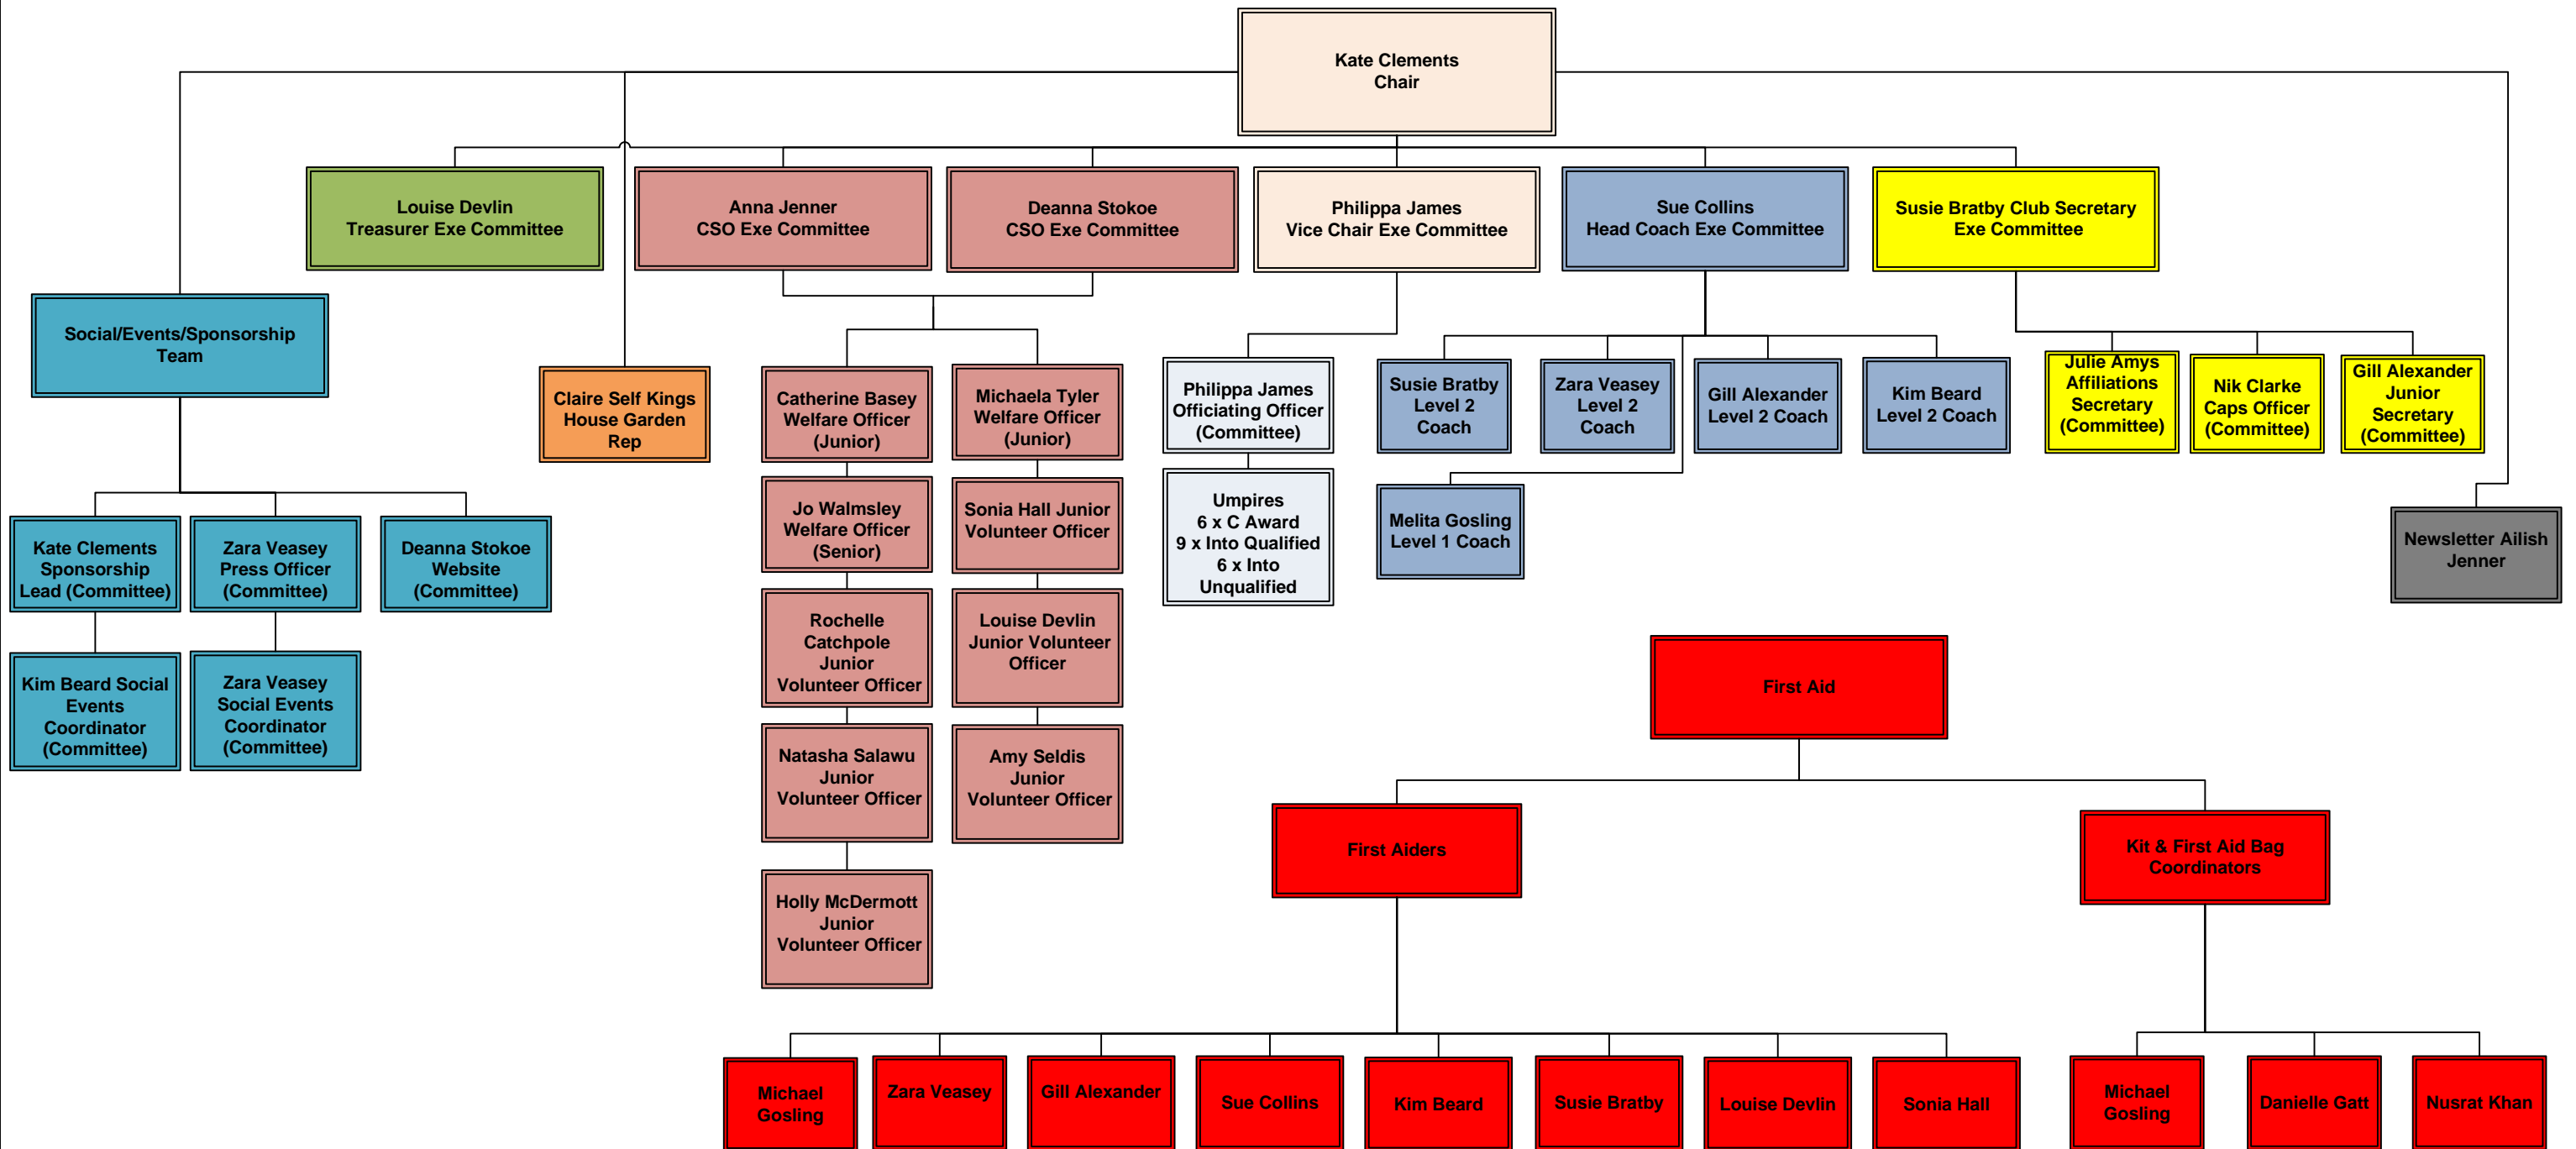 Kate Clements
Chair
Louise Devlin
Treasurer Exe Committee
Anna Jenner
CSO Exe Committee
Deanna Stokoe
CSO Exe Committee
Philippa James
Vice Chair Exe Committee
Sue Collins
Head Coach Exe Committee
Susie Bratby Club Secretary
Exe Committee
Social/Events/Sponsorship
Team
Claire Self Kings
House Garden
Rep
Catherine Basey
Welfare Officer
(Junior)
Michaela Tyler
Welfare Officer
(Junior)
Philippa James
Officiating Officer
(Committee)
Susie Bratby
Level 2
Coach
Zara Veasey
Level 2
Coach
Gill Alexander
Level 2 Coach
Kim Beard
Level 2 Coach
Julie Amys
Affiliations
Secretary
(Committee)
Nik Clarke
Caps Officer
(Committee)
Gill Alexander
Junior
Secretary
(Committee)
Jo Walmsley
Welfare Officer
(Senior)
Sonia Hall Junior
Volunteer Officer
Umpires
6 x C Award
9 x Into Qualified
6 x Into
Unqualified
Melita Gosling
Level 1 Coach
Newsletter Ailish
Jenner
Kate Clements
Sponsorship
Lead (Committee)
Zara Veasey
Press Officer
(Committee)
Deanna Stokoe
Website
(Committee)
Rochelle
Catchpole
Junior
Volunteer Officer
Louise Devlin
Junior Volunteer
Officer
Kim Beard Social
Events
Coordinator
(Committee)
Zara Veasey
Social Events
Coordinator
(Committee)
First Aid
Natasha Salawu
Junior
Volunteer Officer
Amy Seldis
Junior
Volunteer Officer
First Aiders
Kit & First Aid Bag
Coordinators
Holly McDermott
Junior
Volunteer Officer
Michael
Gosling
Zara Veasey
Gill Alexander
Sue Collins
Kim Beard
Susie Bratby
Louise Devlin
Sonia Hall
Michael
Gosling
Danielle Gatt
Nusrat Khan